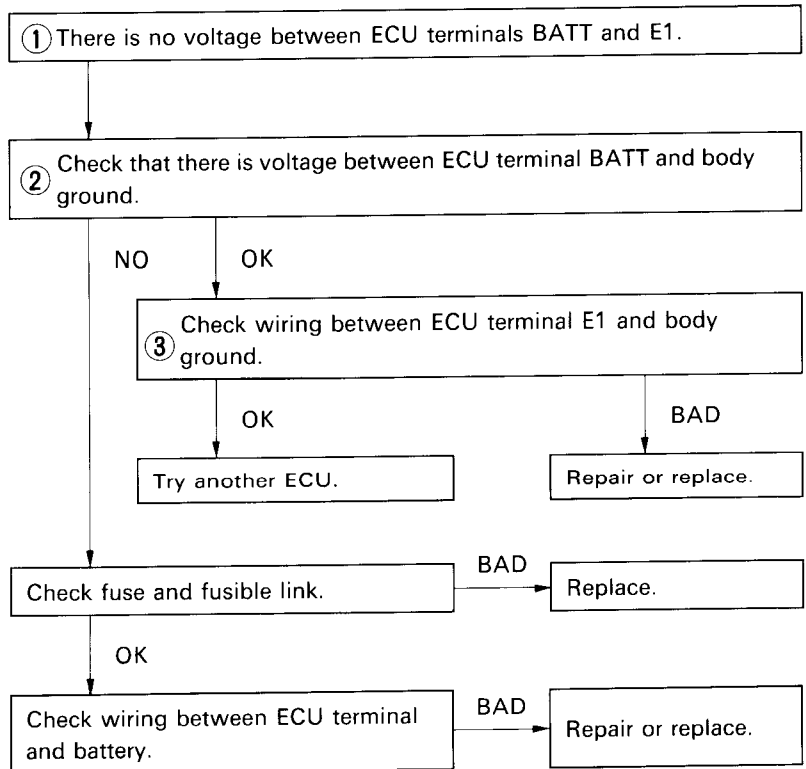 ① There is no voltage between ECU terminals BATT and E1.
② Check that there is voltage between ECU terminal BATT and body
ground.
NO
OK
③ Check wiring between ECU terminal E1 and body
ground.
OK
BAD
Try another ECU.
Repair or replace.
Check fuse and fusible link.
BAD
Replace.
OK
Check wiring between ECU terminal
and battery.
BAD
Repair or replace.